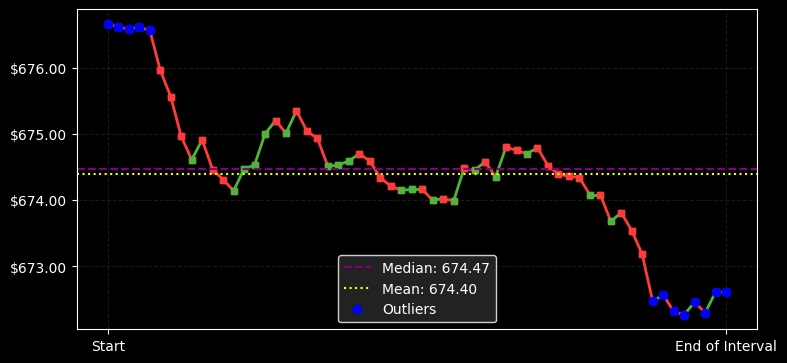 $676.00
$675.00
$674.00
$673.00
Median: 674.47
Mean: 674.40
Outliers
Start
End of Interval